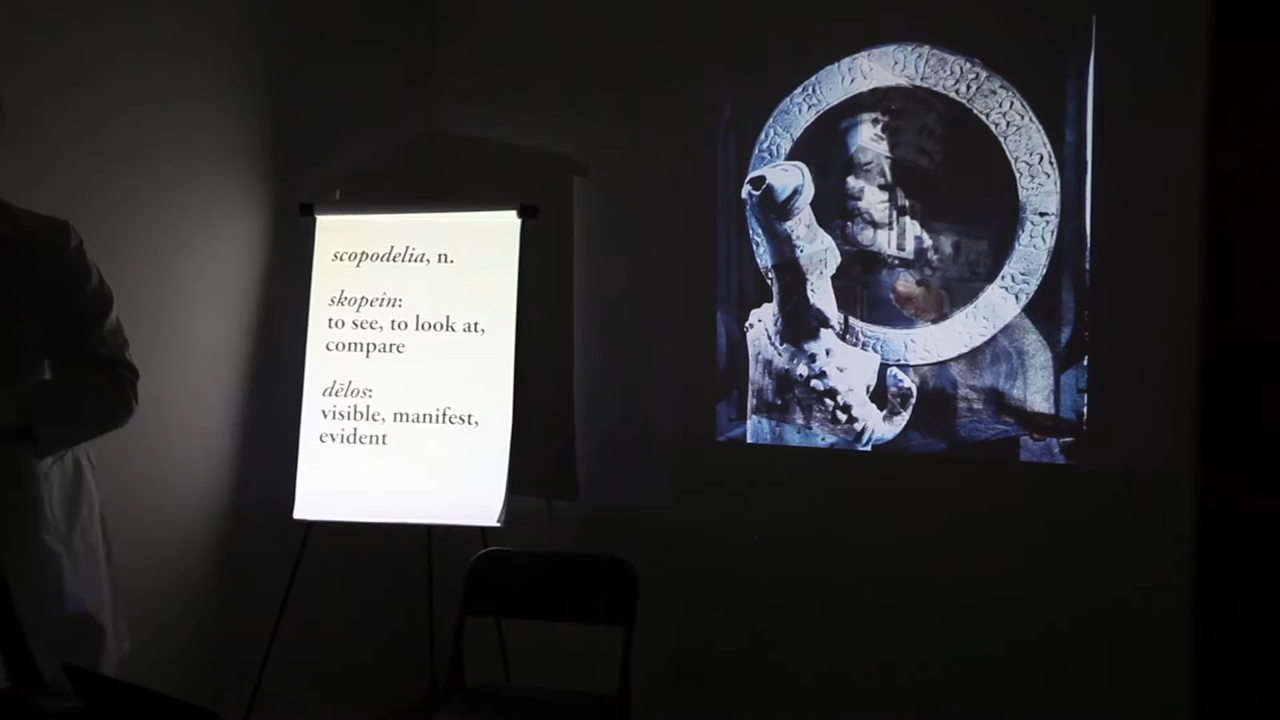 scopodelia, n.
skopeîn:
to see, to look at,
compare
dēlos:
visible, manifest,
evident